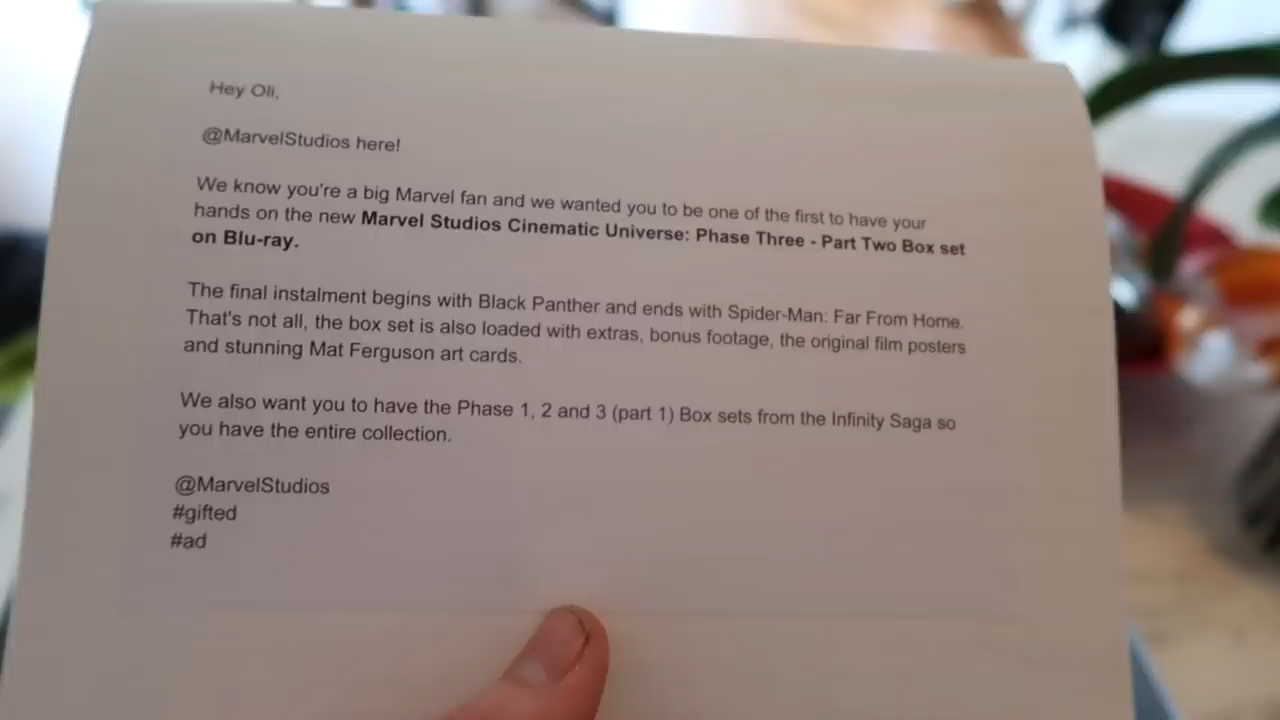 Hey Oli,
@MarvelStudios here!
We know you're a big Marvel fan and we wanted you to be one of the first to have your
hands on the new Marvel Studios Cinematic Universe: Phase Three - Part Two Box set
on Blu-ray.
The final instalment begins with Black Panther and ends with Spider-Man: Far From Home.
That's not all, the box set is also loaded with extras, bonus footage, the original film posters
and stunning Mat Ferguson art cards.
We also want you to have the Phase 1, 2 and 3 (part 1) Box sets from the Infinity Saga so
you have the entire collection.
@MarvelStudios
#gifted
#ad